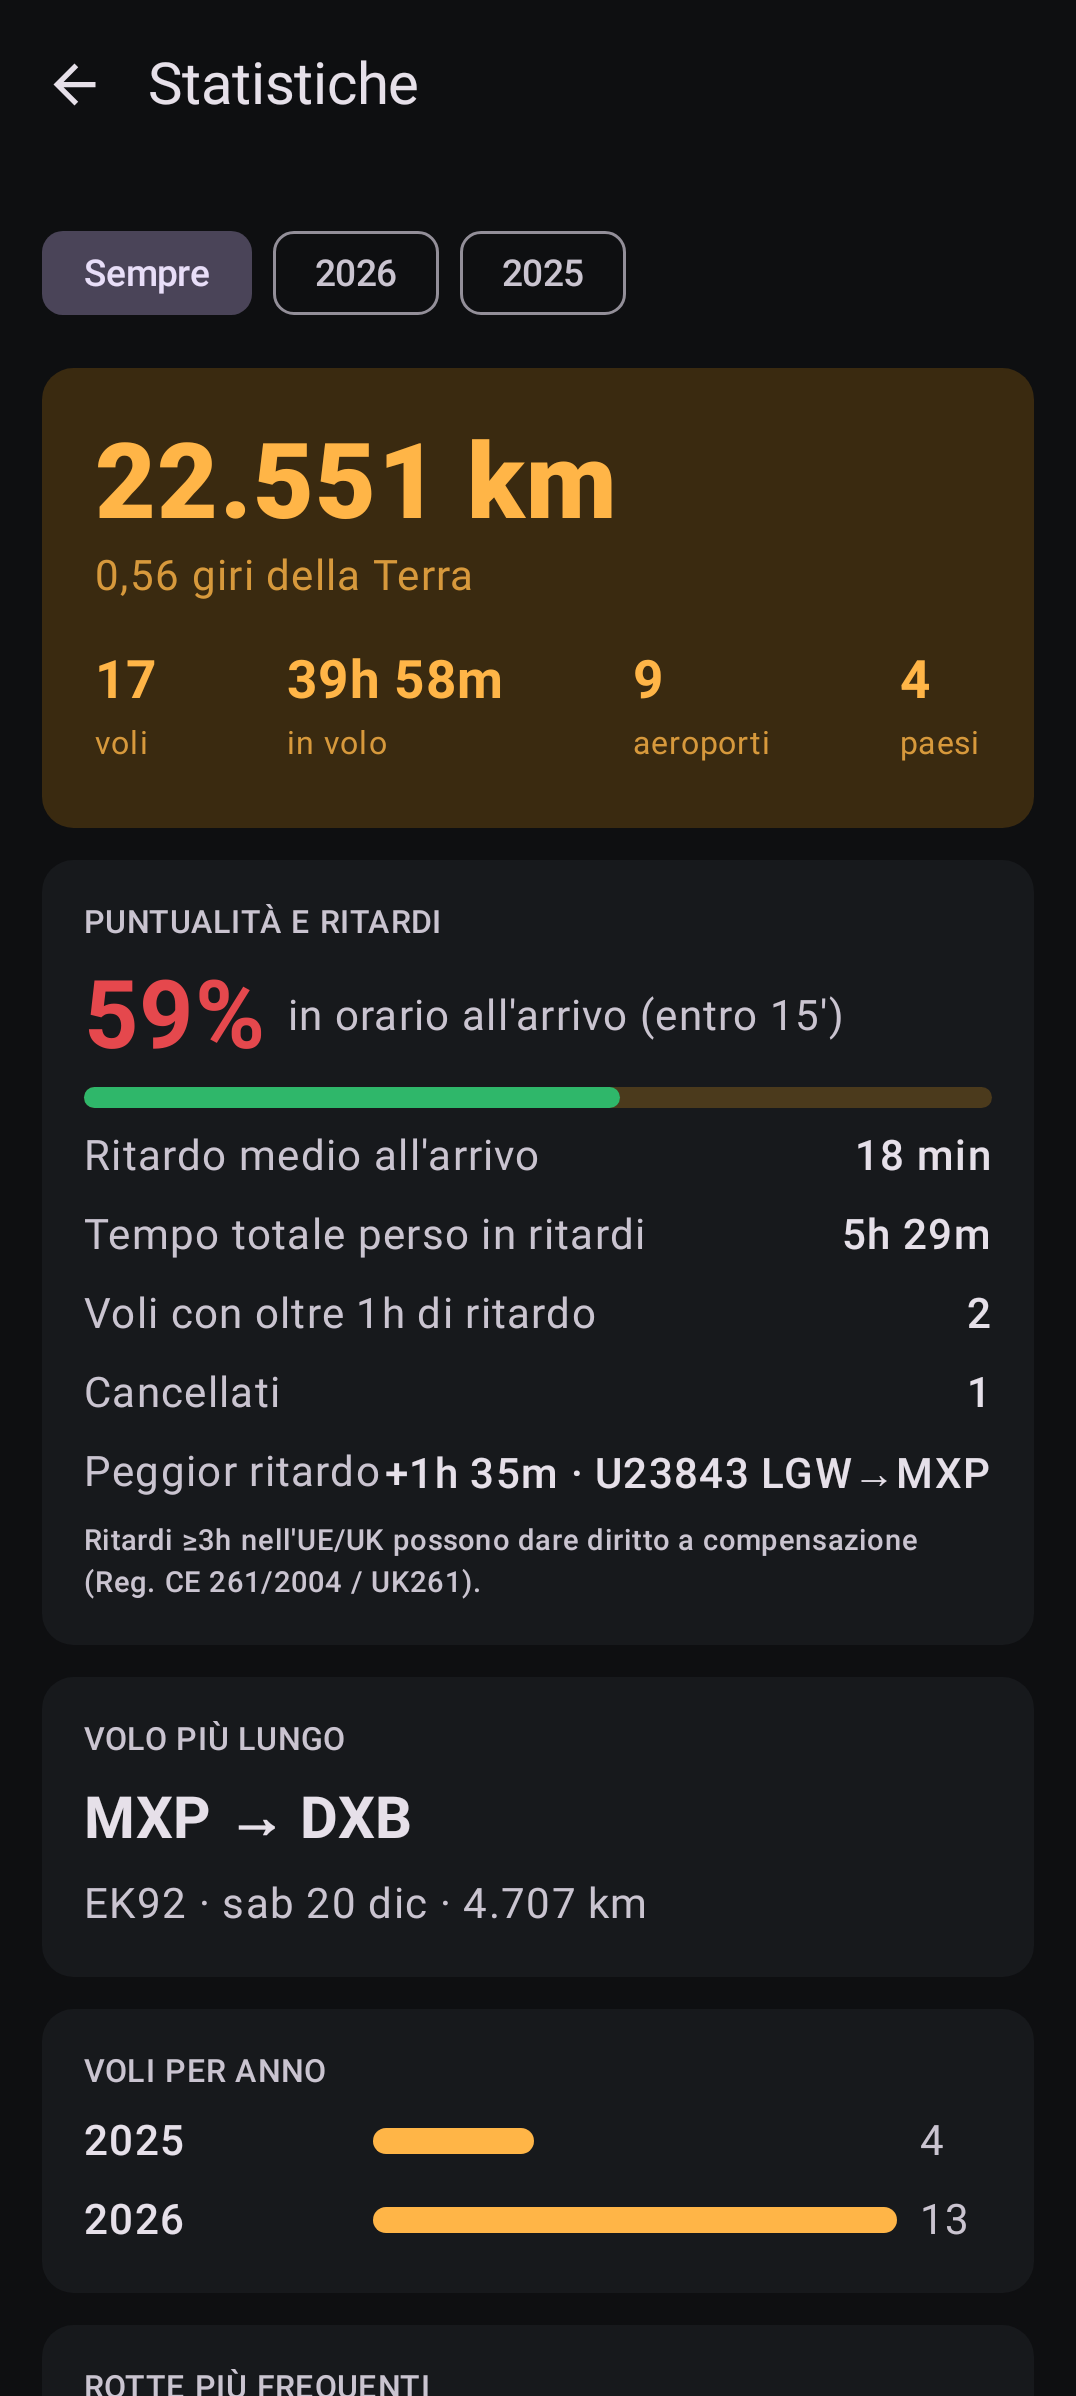 Statistiche
Sempre
2026
2025
22.551 km
0,56 giri della Terra
17
39h 58m
9
4
voli
in volo
aeroporti
paesi
PUNTUALITÀ E RITARDI
59% in orario all'arrivo (entro 15')
Ritardo medio all'arrivo 18 min
Tempo totale perso in ritardi 5h 29m
Voli con oltre 1h di ritardo 2
Cancellati 1
Peggior ritardo +1h 35m · U23843 LGW→MXP
Ritardi ≥3h nell'UE/UK possono dare diritto a compensazione
(Reg. CE 261/2004 / UK261).
VOLO PIÙ LUNGO
MXP → DXB
EK92 · sab 20 dic · 4.707 km
VOLI PER ANNO
2025 4
2026 13
ROTTE PIÙ FREQUENTI